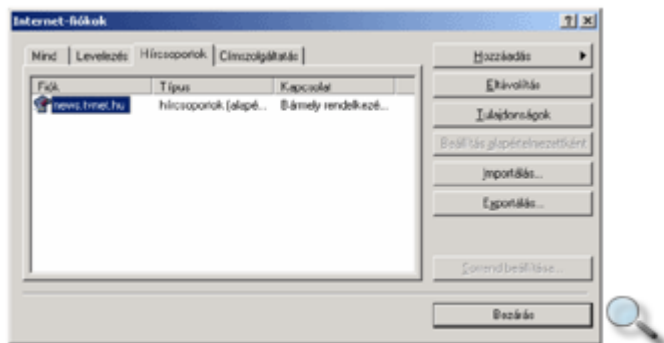 Internet-fiókok
Mind Levelezés Hírcsoportok Címszolgáltatás
Fiók Típus Kapcsolat
news.tvnet.hu hírcsoportok (alapé... Bármely rendelkezé...
Hozzáadás
Eltávolítás
Tulajdonságok
Beállítás alapértelmezettként
Importálás...
Exportálás...
Sorrend beállítása...
Bezárás